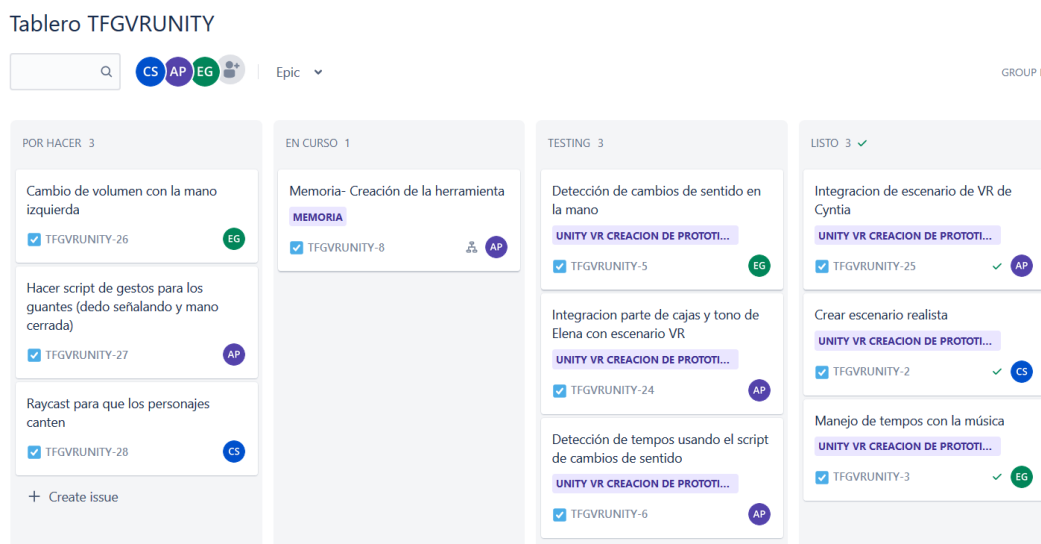 Tablero TFGVRUNITY
CS AP EG
Epic
GROUP
POR HACER 3
Cambio de volumen con la mano
izquierda
TFGVRUNITY-26
EG
Hacer script de gestos para los
guantes (dedo señalando y mano
cerrada)
TFGVRUNITY-27
AP
Raycast para que los personajes
canten
TFGVRUNITY-28
CS
+ Create issue
EN CURSO 1
Memoria- Creación de la herramienta
MEMORIA
TFGVRUNITY-8
AP
TESTING 3
Detección de cambios de sentido en
la mano
UNITY VR CREACION DE PROTOTI...
TFGVRUNITY-5
EG
Integracion parte de cajas y tono de
Elena con escenario VR
UNITY VR CREACION DE PROTOTI...
TFGVRUNITY-24
AP
Detección de tempos usando el script
de cambios de sentido
UNITY VR CREACION DE PROTOTI...
TFGVRUNITY-6
AP
LISTO 3
Integracion de escenario de VR de
Cyntia
UNITY VR CREACION DE PROTOTI...
TFGVRUNITY-25
AP
Crear escenario realista
UNITY VR CREACION DE PROTOTI...
TFGVRUNITY-2
CS
Manejo de tempos con la música
UNITY VR CREACION DE PROTOTI...
TFGVRUNITY-3
EG